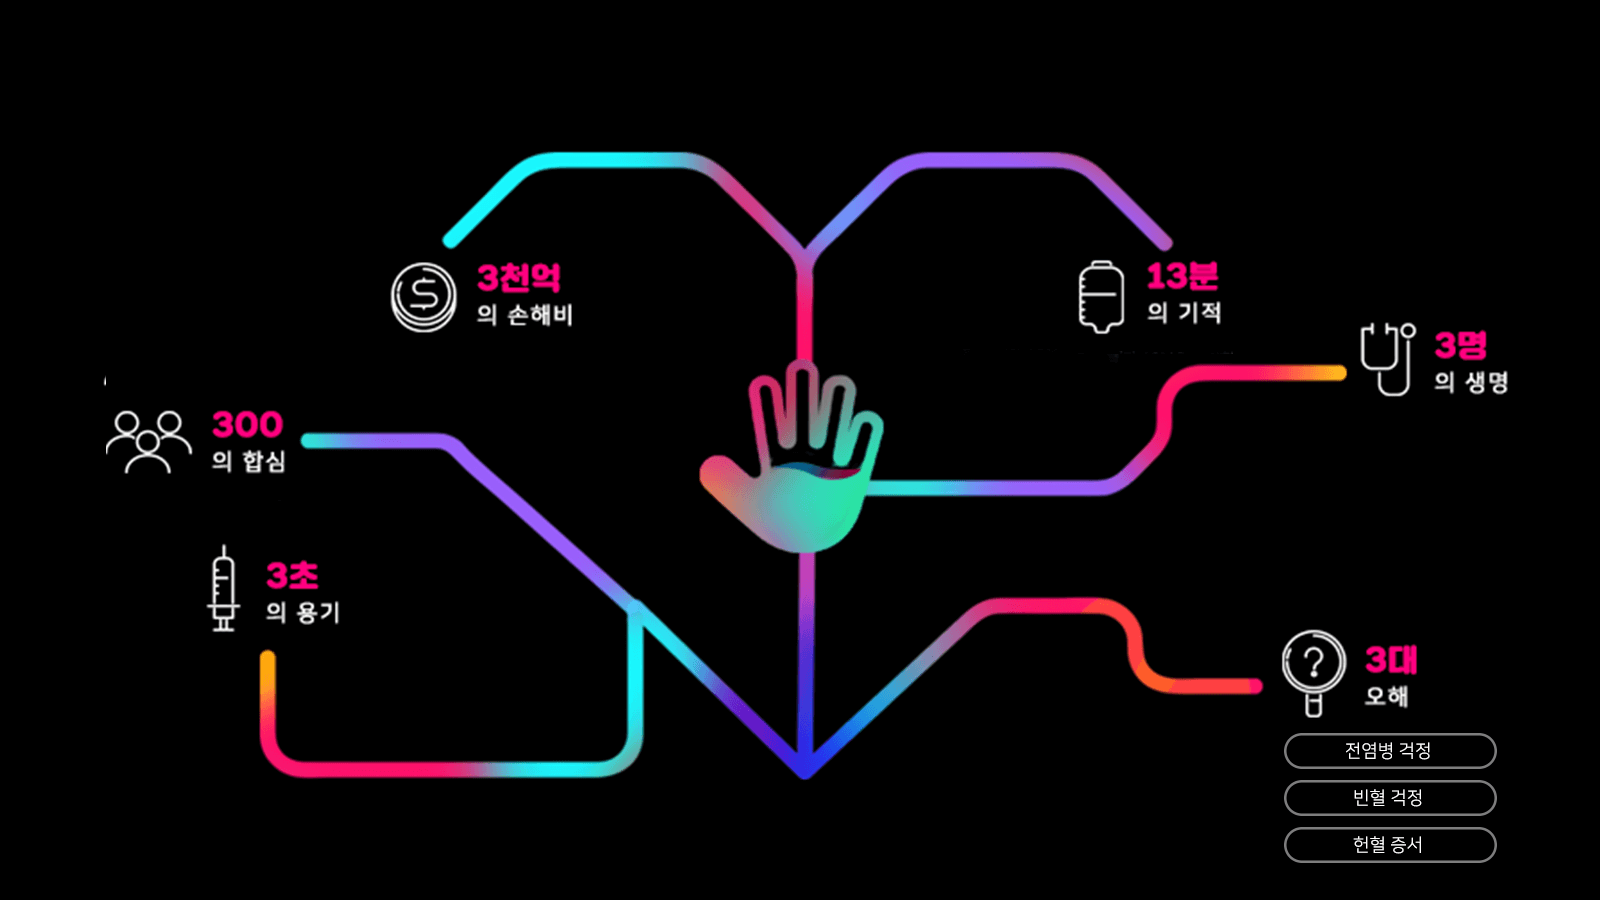 3천억
의 손해비
13분
의 기적
3명
의 생명
300
의 합심
3초
의 용기
3대
오해
전염병 걱정
빈혈 걱정
헌혈 증서